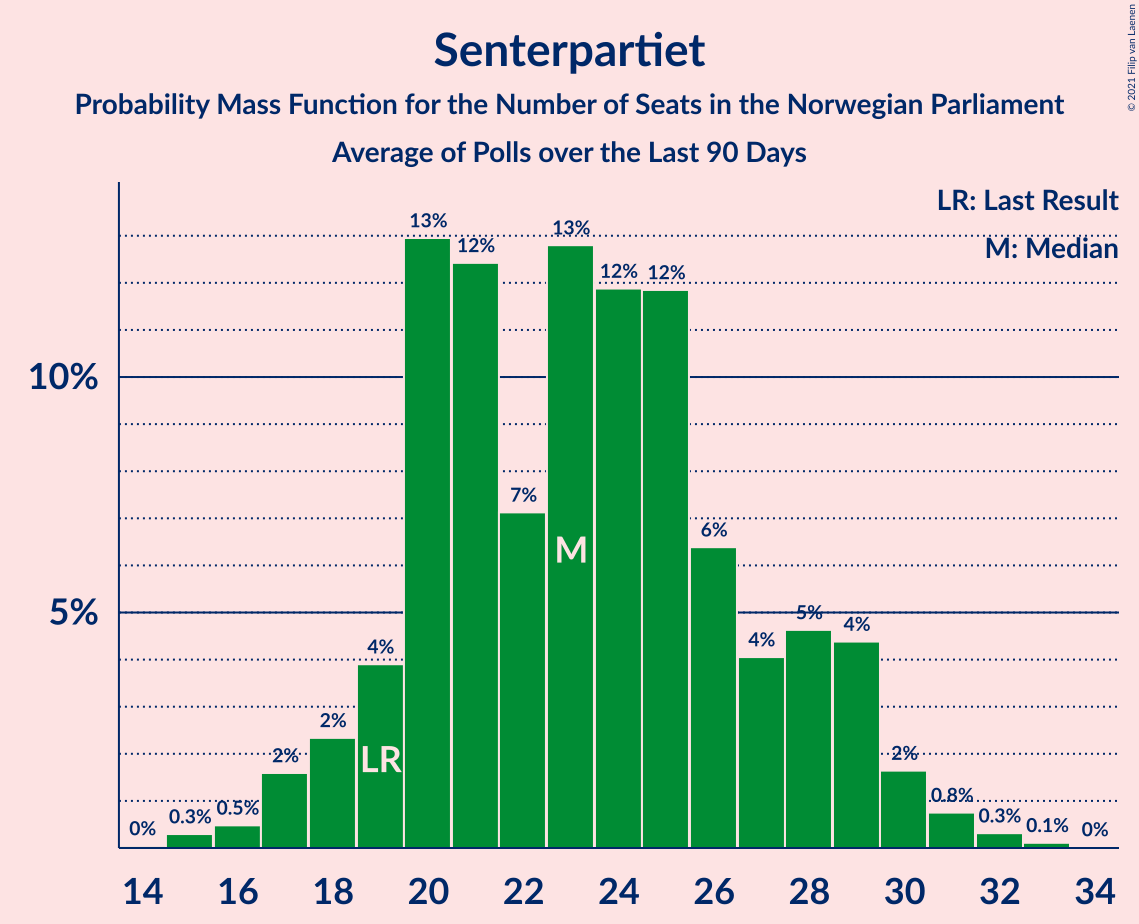 Senterpartiet
Probability Mass Function for the Number of Seats in the Norwegian Parliament
Average of Polls over the Last 90 Days
© 2021 Filip van Laenen
LR: Last Result
M: Median
10%
5%
0%
0.3%
0.5%
2%
2%
4%
13%
12%
7%
13%
12%
12%
6%
4%
5%
4%
2%
0.8%
0.3%
0.1%
0%
LR
M
14 16 18 20 22 24 26 28 30 32 34